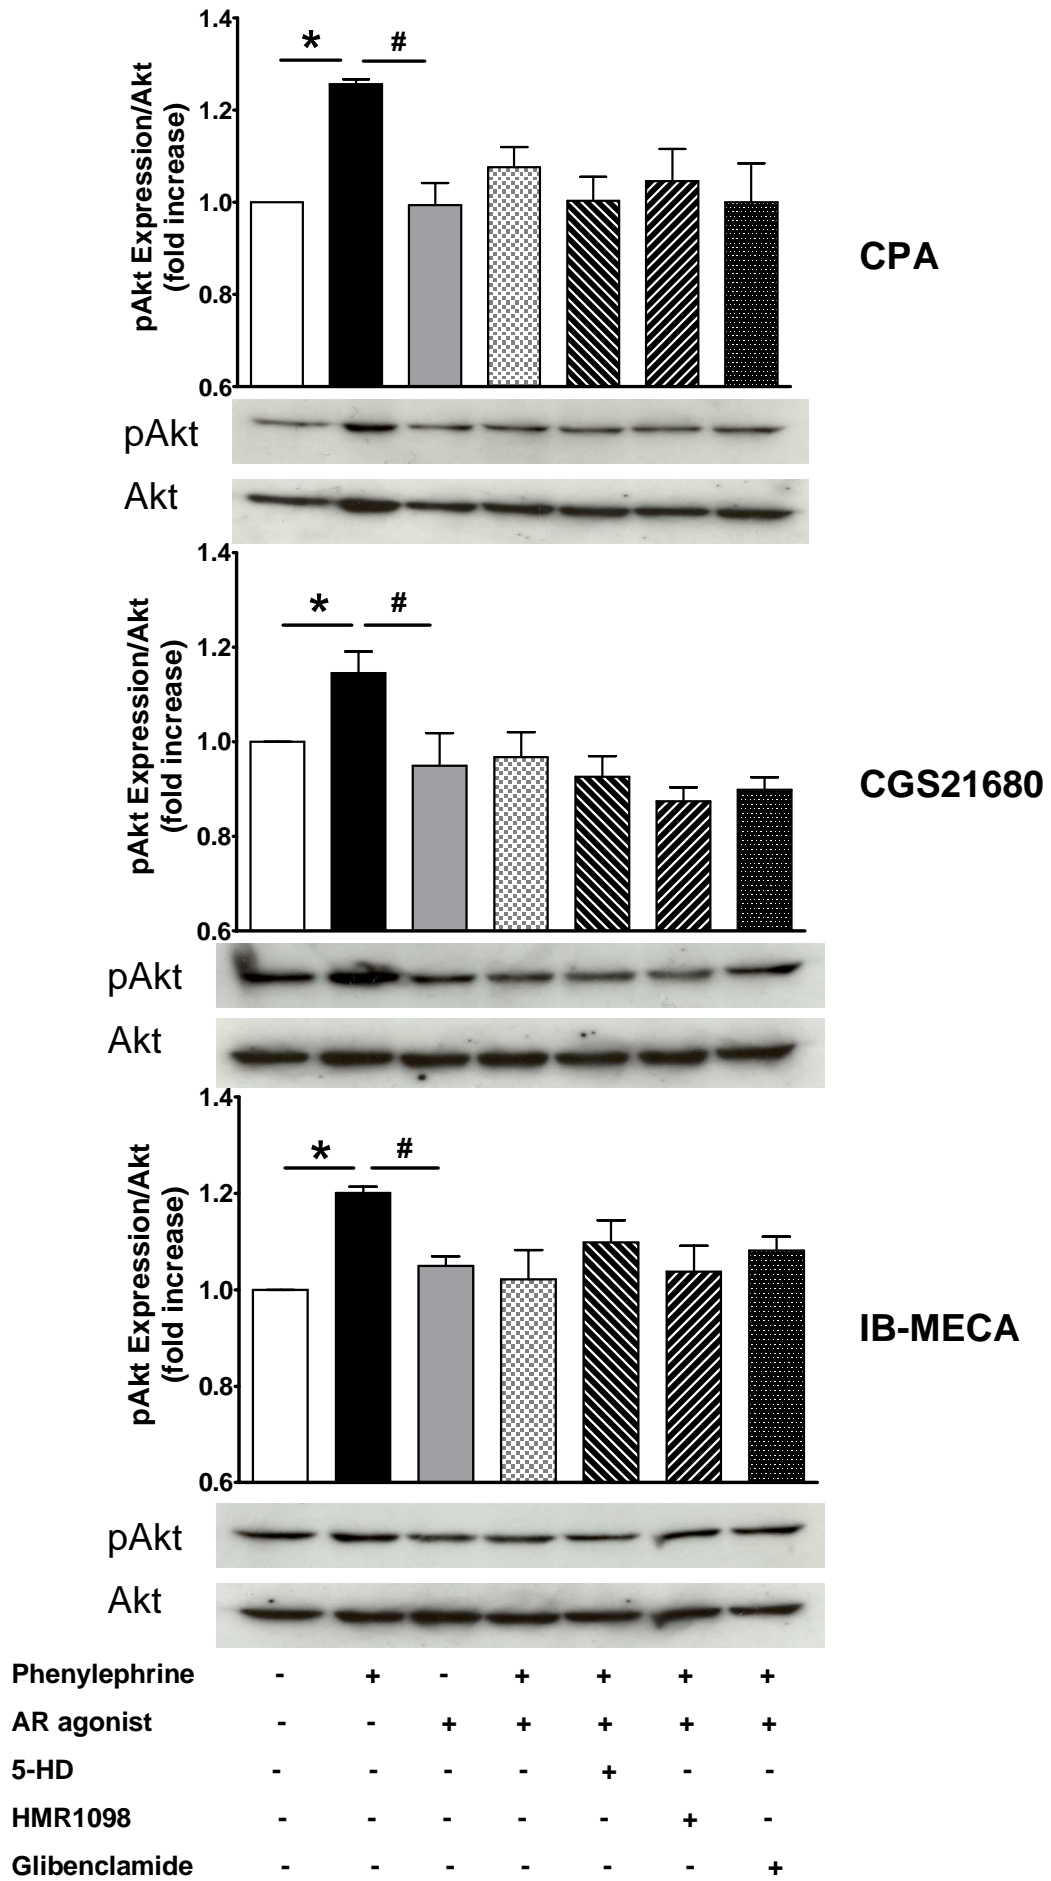 1.4
* #
1.2
1.0
0.8
0.6
pAkt Expression/Akt
(fold increase)
CPA
pAkt
Akt
1.4
* #
1.2
1.0
0.8
0.6
pAkt Expression/Akt
(fold increase)
CGS21680
pAkt
Akt
1.4
* #
1.2
1.0
0.8
0.6
pAkt Expression/Akt
(fold increase)
IB-MECA
pAkt
Akt
Phenylephrine - + - + + + +
AR agonist - - + + + + +
5-HD - - - - + - -
HMR1098 - - - - - + -
Glibenclamide - - - - - - +